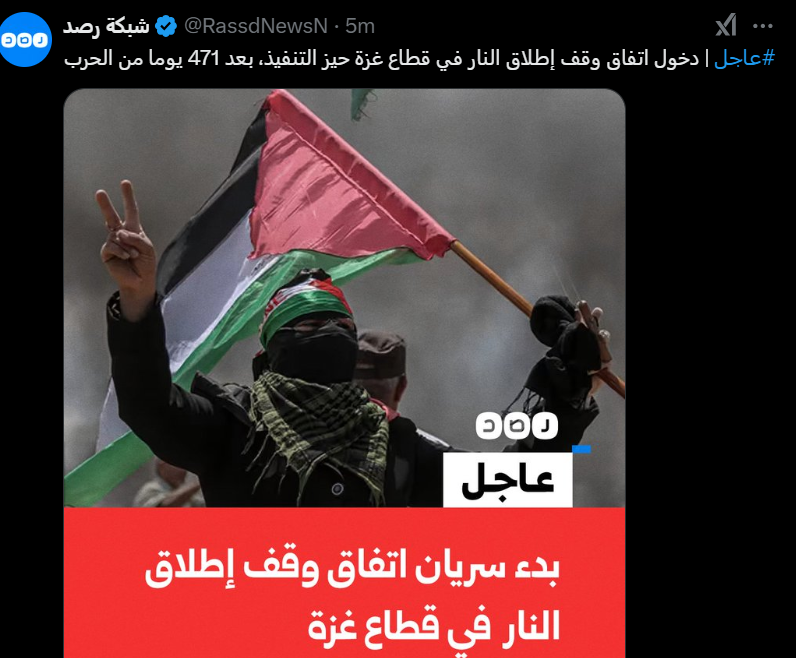 شبكة رصد @RassdNewsN · 5m
#عاجل | دخول اتفاق وقف إطلاق النار في قطاع غزة حيز التنفيذ، بعد 471 يوما من الحرب
رصد
عاجل
بدء سريان اتفاق وقف إطلاق
النار في قطاع غزة